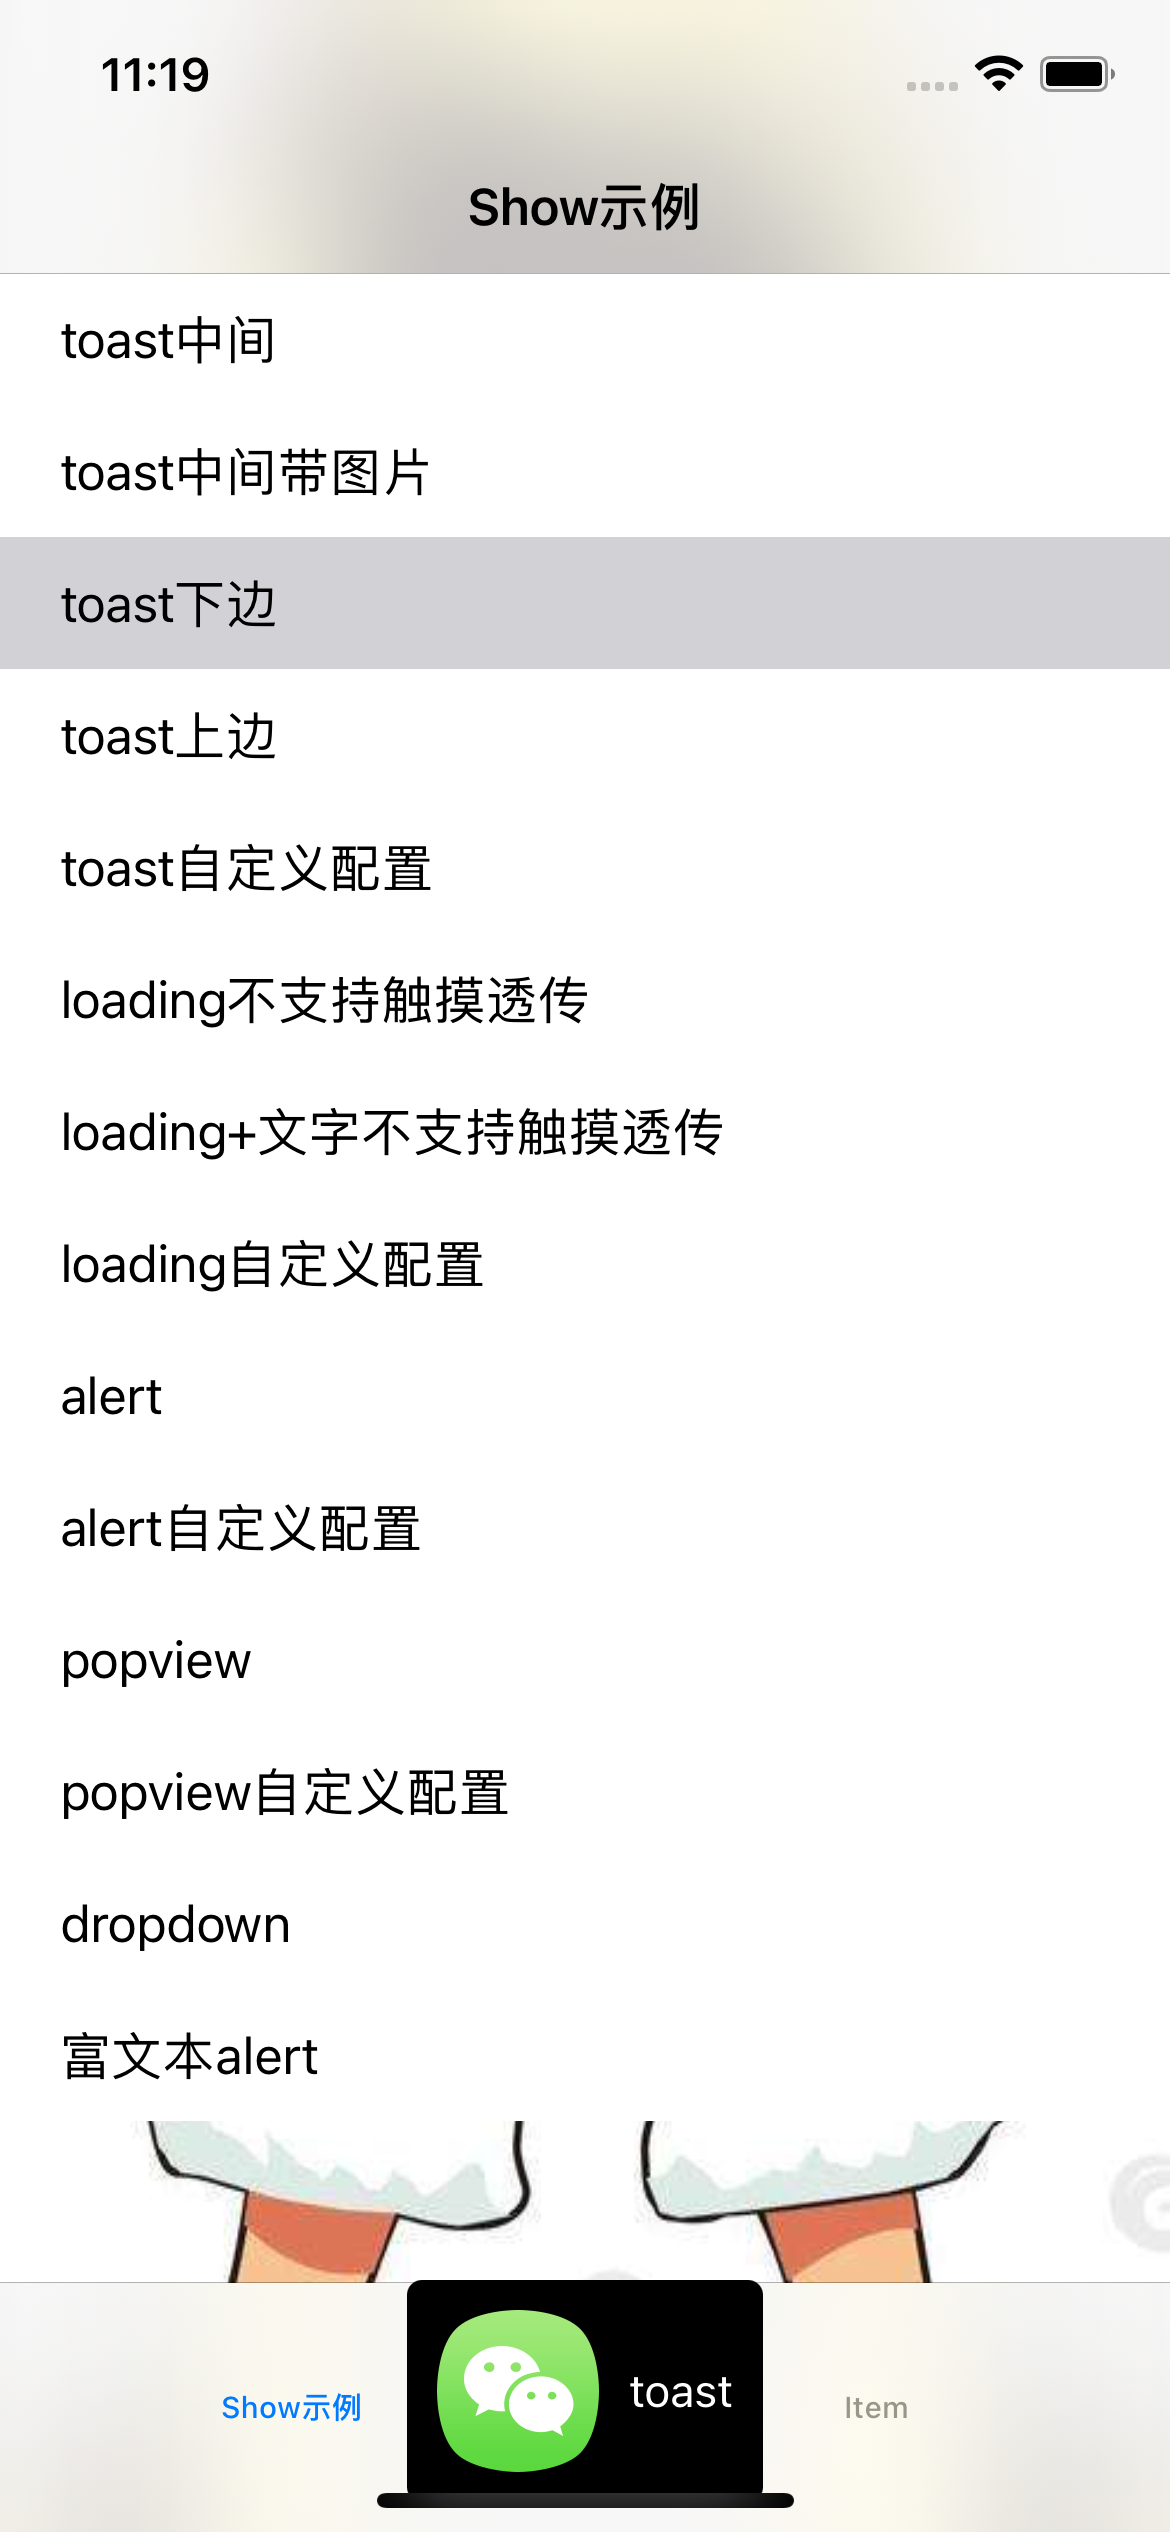 11:19
Show示例
toast中间
toast中间带图片
toast下边
toast上边
toast自定义配置
loading不支持触摸透传
loading+文字不支持触摸透传
loading自定义配置
alert
alert自定义配置
popview
popview自定义配置
dropdown
富文本alert
toast
Show示例
Item